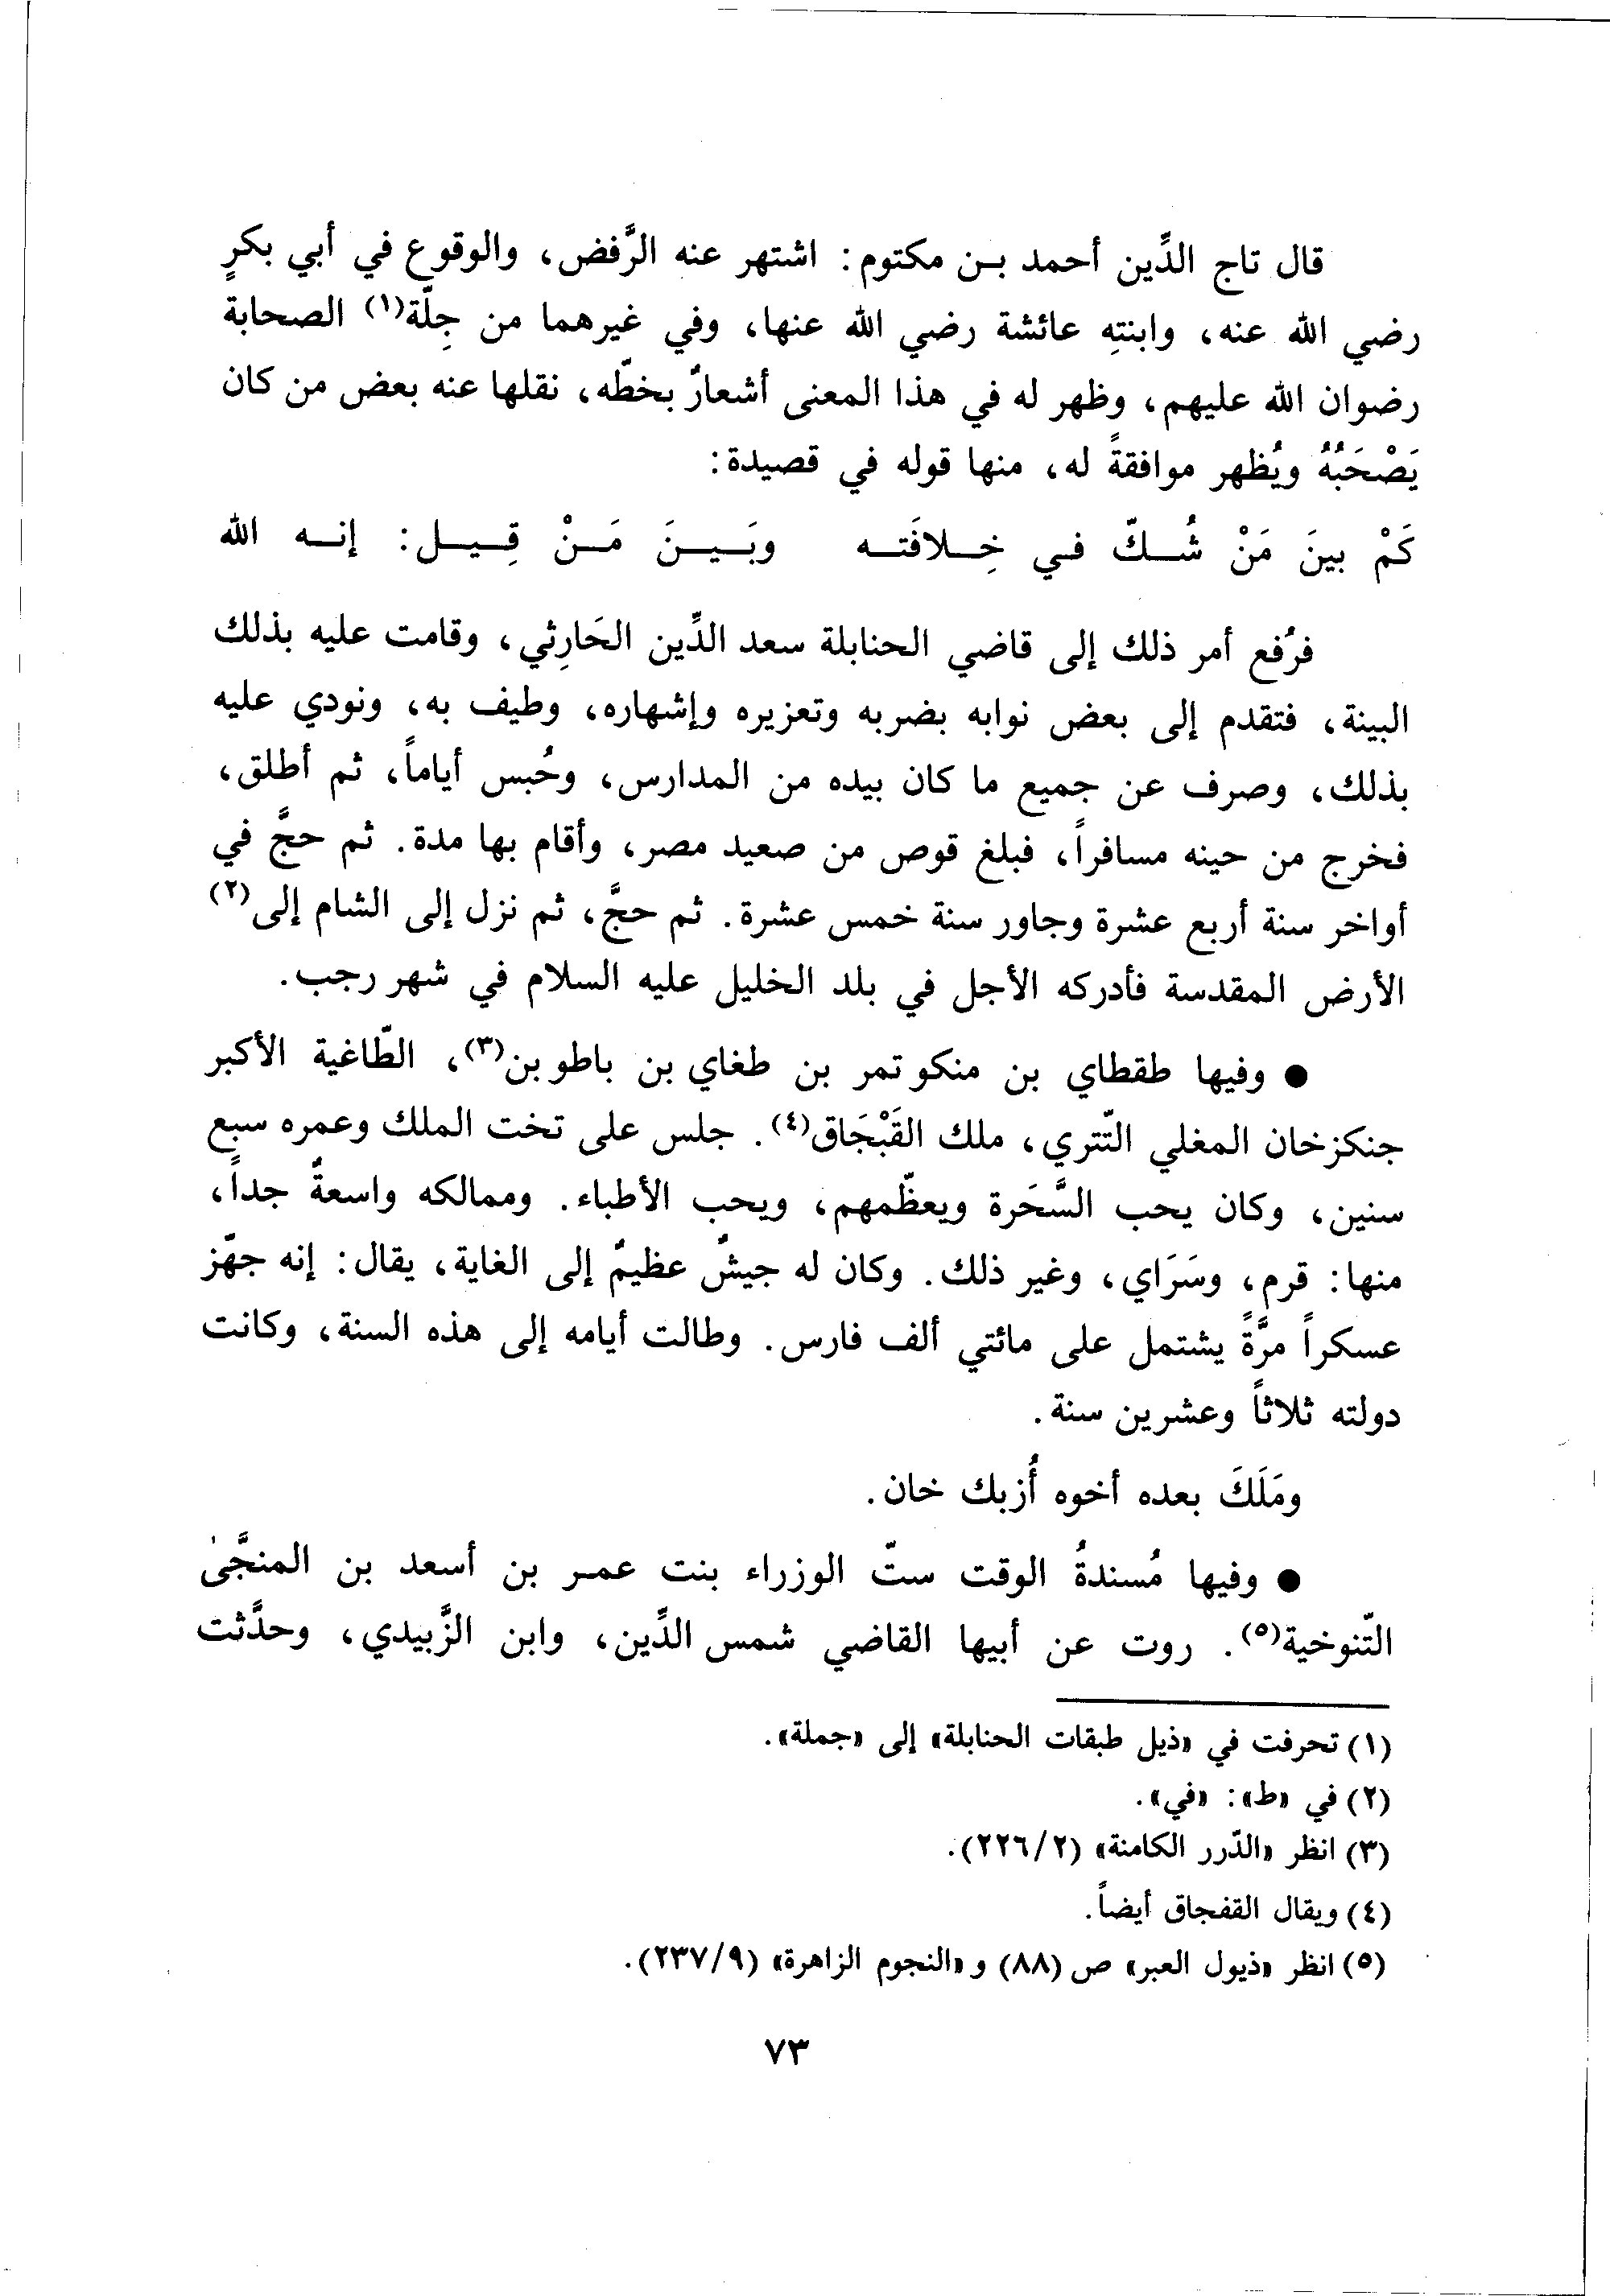 قال تاج الدِّين أحمد بـن مكتوم: اشتهر عنه الرَّفض، والوقوع في أبي بكرٍ
رضي الله عنه، وابنتِه عائشة رضي الله عنها، وفي غيرهما من جِلّة(١) الصحابة
رضوان الله عليهم، وظهر له في هذا المعنى أشعارٌ بخطّه، نقلها عنه بعض من كان
يَصْحَبُهُ ويُظهر موافقةً له، منها قوله في قصيدة:
كَمْ بينَ مَنْ شُـكّ فـي خِـلافَتـه وبَـيـنَ مَـنْ قِـيـل: إنـه الله
فرُفع أمر ذلك إلى قاضي الحنابلة سعد الدِّين الحَارِثي، وقامت عليه بذلك
البينة، فتقدم إلى بعض نوابه بضربه وتعزيره وإشهاره، وطيف به، ونودي عليه
بذلك، وصرف عن جميع ما كان بيده من المدارس، وحُبس أياماً، ثم أطلق،
فخرج من حينه مسافراً، فبلغ قوص من صعيد مصر، وأقام بها مدة. ثم حجَّ في
أواخر سنة أربع عشرة وجاور سنة خمس عشرة. ثم حجَّ، ثم نزل إلى الشام إلى(٢)
الأرض المقدسة فأدركه الأجل في بلد الخليل عليه السلام في شهر رجب.
● وفيها طقطاي بن منكوتمر بن طغاي بن باطوبن(٣)، الطّاغية الأكبر
جنكزخان المغلي التّتري، ملك القَبْجَاق(٤). جلس على تخت الملك وعمره سبع
سنين، وكان يحب السَّحَرة ويعظّمهم، ويحب الأطباء. وممالكه واسعةٌ جداً،
منها: قرم، وسَرَاي، وغير ذلك. وكان له جيشٌ عظيمٌ إلى الغاية، يقال: إنه جهّز
عسكراً مرَّةً يشتمل على مائتي ألف فارس. وطالت أيامه إلى هذه السنة، وكانت
دولته ثلاثاً وعشرين سنة.
ومَلَكَ بعده أخوه أُزبك خان.
● وفيها مُسندةُ الوقت ستّ الوزراء بنت عمـر بن أسعد بن المنجَّىٰ
التّنوخية(٥). روت عن أبيها القاضي شمس الدِّين، وابن الزَّبيدي، وحدَّثت
(١) تحرفت في «ذيل طبقات الحنابلة» إلى «جملة».
(٢) في «ط»: «في».
(٣) انظر «الدّرر الكامنة» (٢/٢٢٦).
(٤) ويقال القفجاق أيضاً.
(٥) انظر «ذيول العبر» ص (٨٨) و «النجوم الزاهرة» (٩/٢٣٧).
٧٣